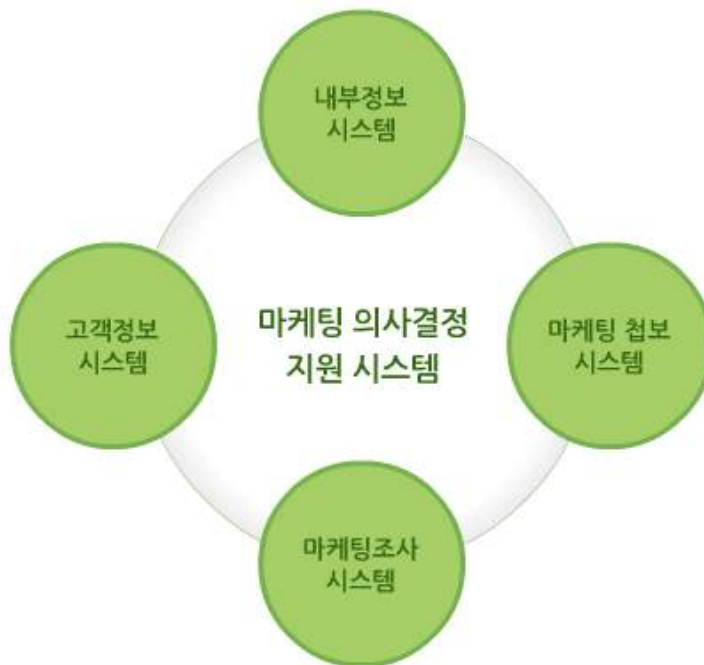 내부정보
시스템
고객정보
시스템
마케팅 의사결정
지원 시스템
마케팅 첩보
시스템
마케팅조사
시스템